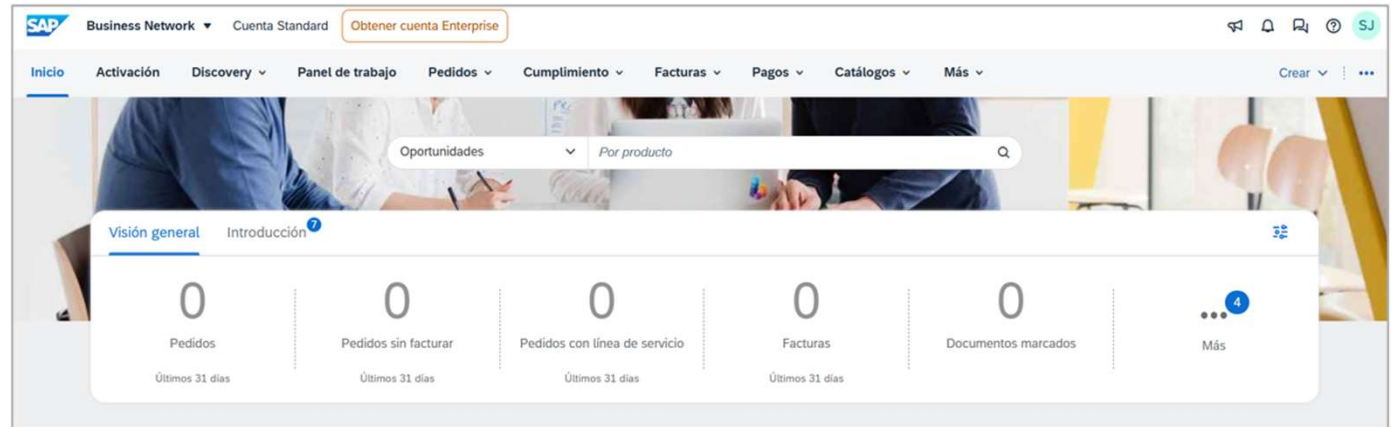 SAP Business Network Cuenta Standard Obtener cuenta Enterprise SJ
Inicio Activación Discovery Panel de trabajo Pedidos Cumplimiento Facturas Pagos Catálogos Más Crear
Oportunidades Por producto
Visión general Introducción 7
0 0 0 0 0 4
Pedidos Pedidos sin facturar Pedidos con línea de servicio Facturas Documentos marcados Más
Últimos 31 días Últimos 31 días Últimos 31 días Últimos 31 días